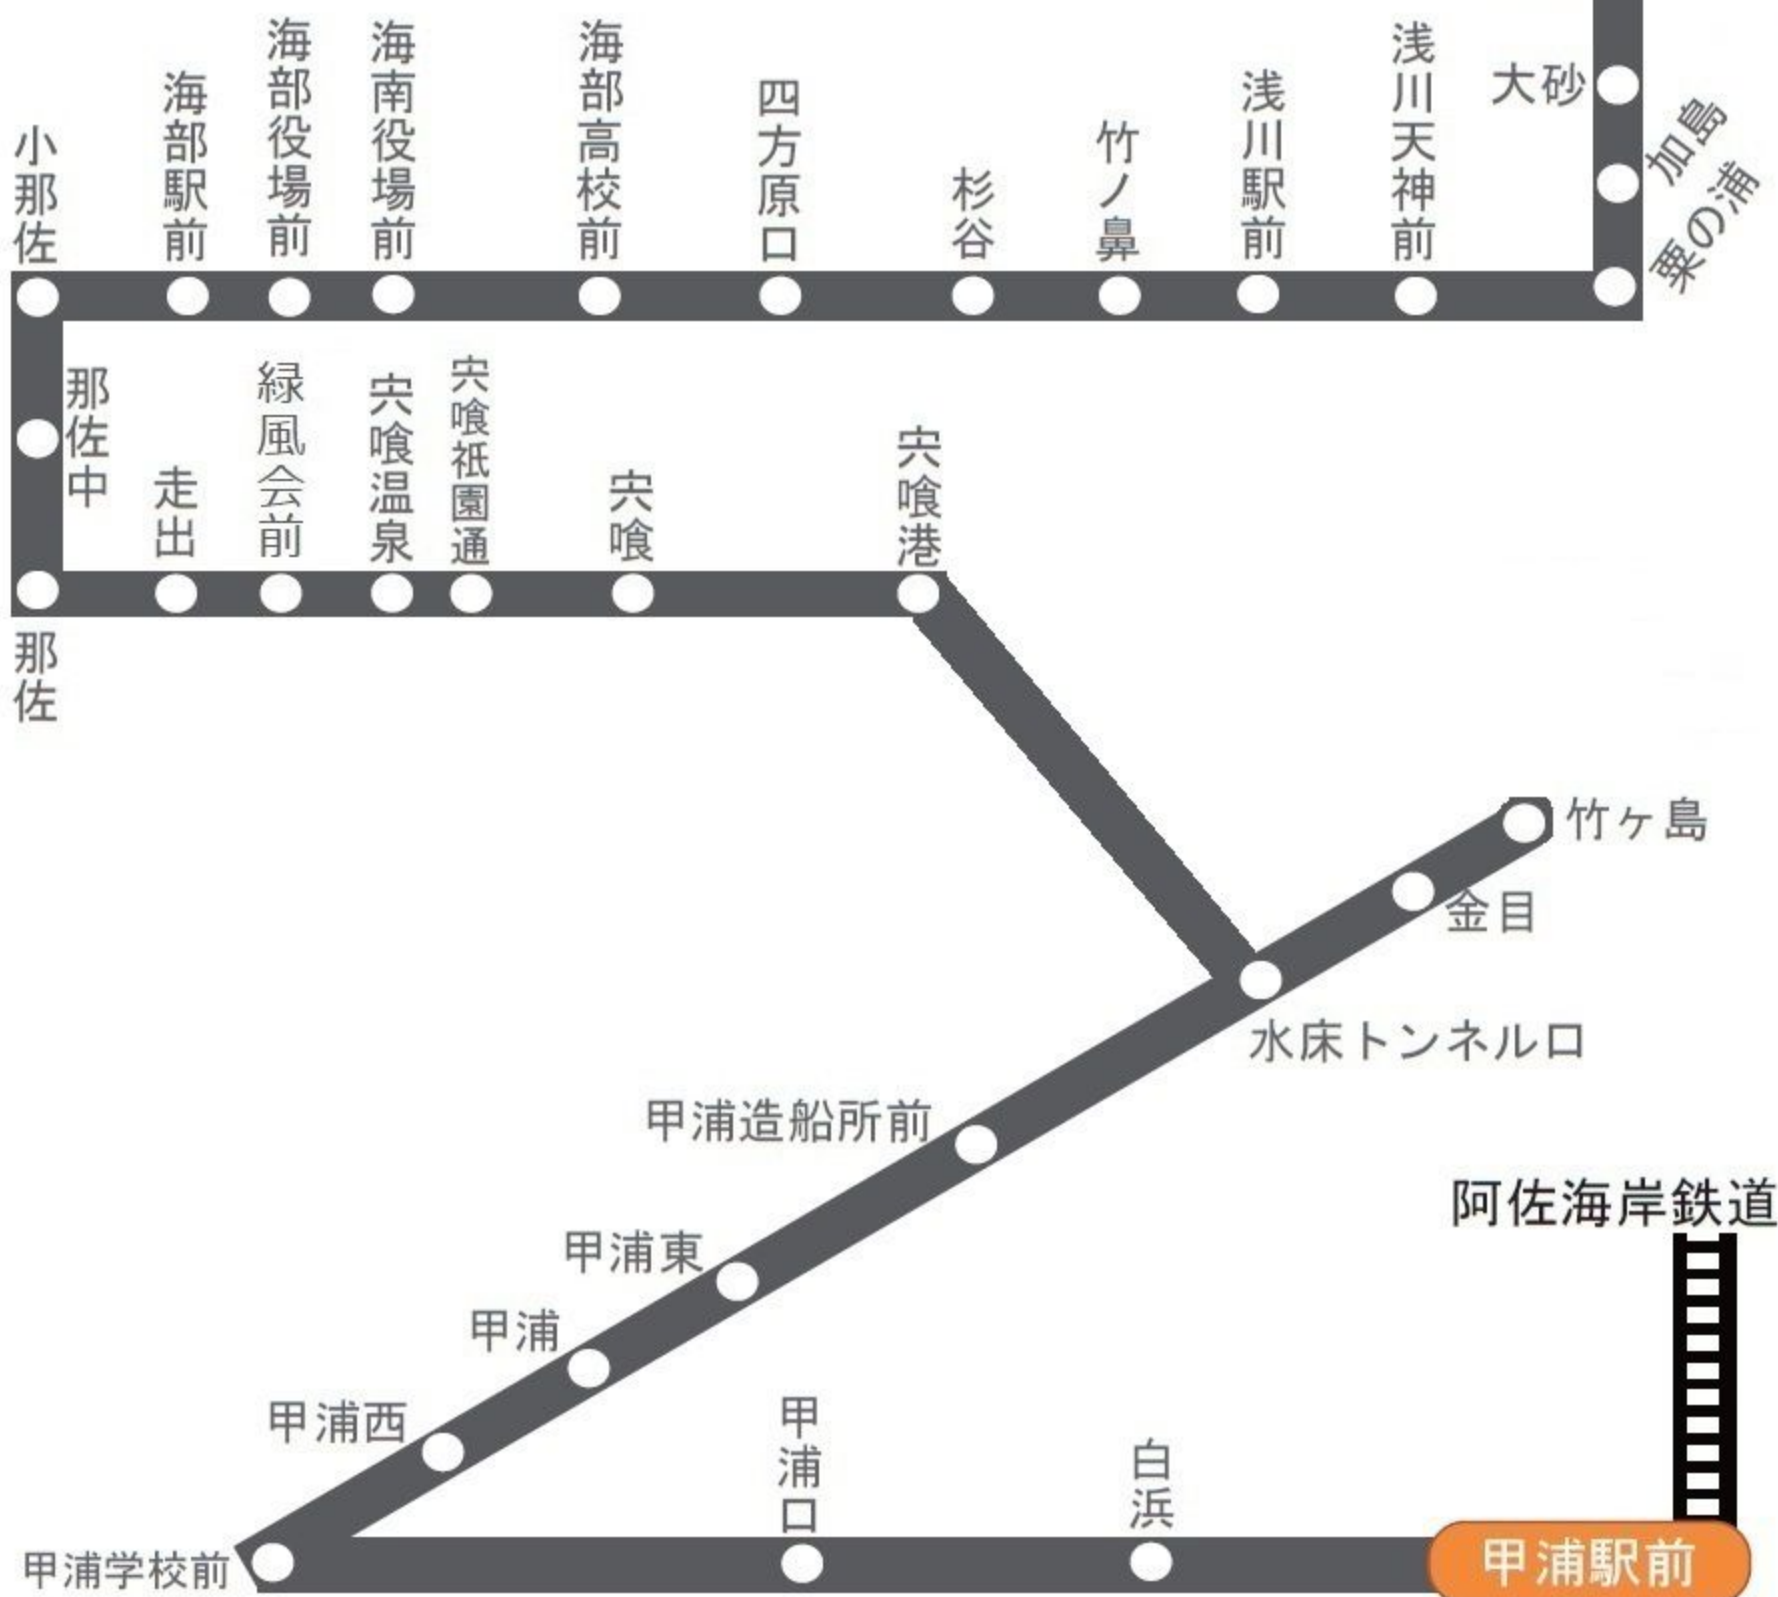 大砂
加島
粟の浦
浅川天神前
浅川駅前
竹ノ鼻
杉谷
四方原口
海部高校前
海南役場前
海部役場前
海部駅前
小那佐
那佐中
那佐
走出
緑風会前
宍喰温泉
宍喰祇園通
宍喰
宍喰港
竹ヶ島
金目
水床トンネル口
甲浦造船所前
甲浦東
甲浦
甲浦西
甲浦学校前
甲浦口
白浜
阿佐海岸鉄道
甲浦駅前